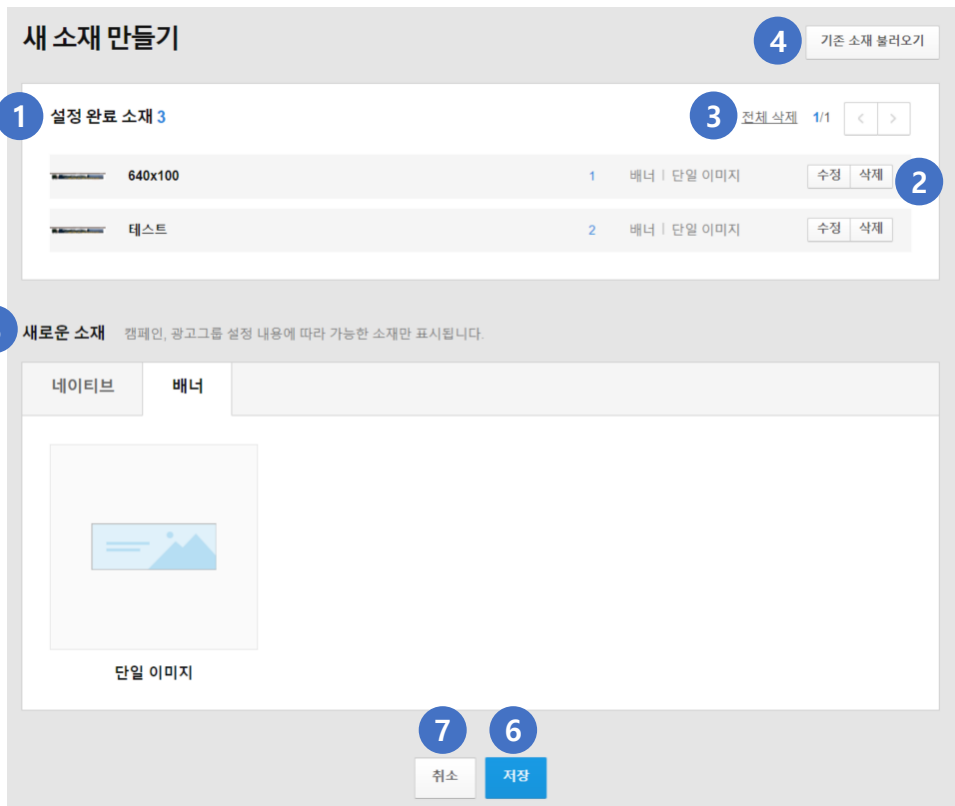 새 소재 만들기
4 기존 소재 불러오기
1 설정 완료 소재 3
3 전체 삭제 1/1 < >
640x100 1 배너 | 단일 이미지 수정 삭제 2
테스트 2 배너 | 단일 이미지 수정 삭제
새로운 소재 캠페인, 광고그룹 설정 내용에 따라 가능한 소재만 표시됩니다.
네이티브 배너
단일 이미지
7 6
취소 저장